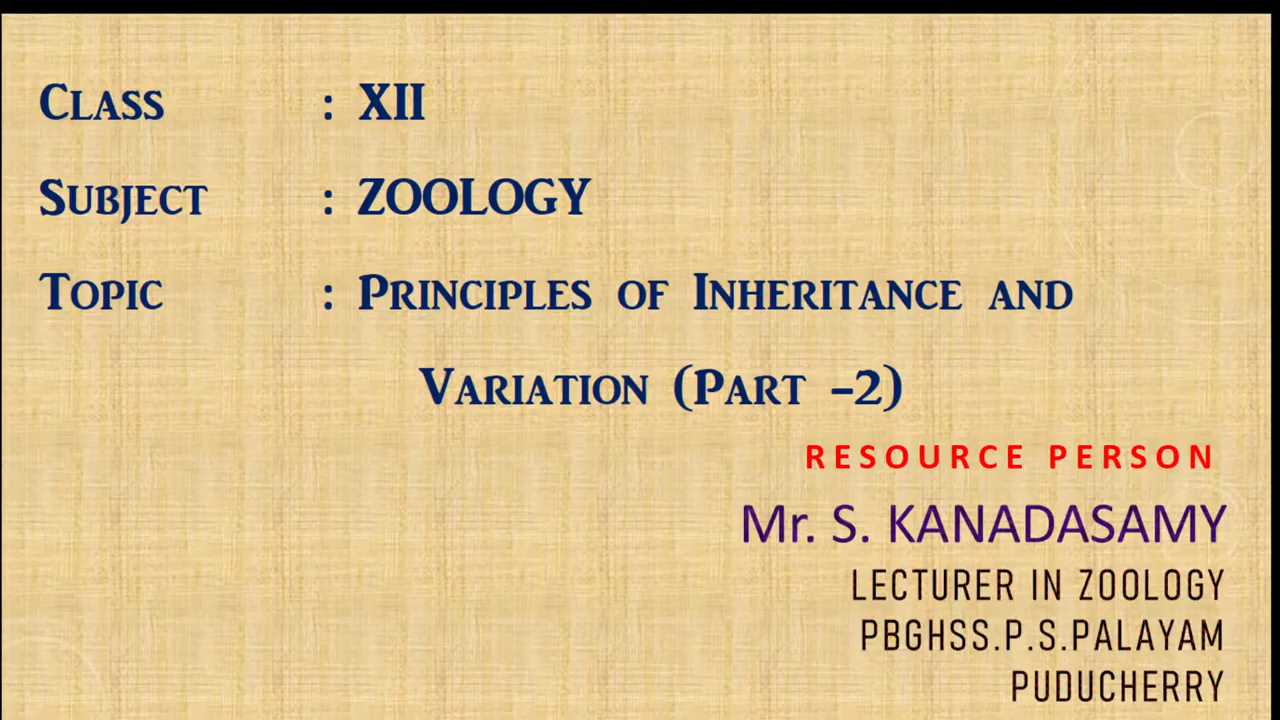 Class : XII
Subject : ZOOLOGY
Topic : Principles of Inheritance and
Variation (Part -2)
RESOURCE PERSON
Mr. S. KANADASAMY
LECTURER IN ZOOLOGY
PBGHSS.P.S.PALAYAM
PUDUCHERRY